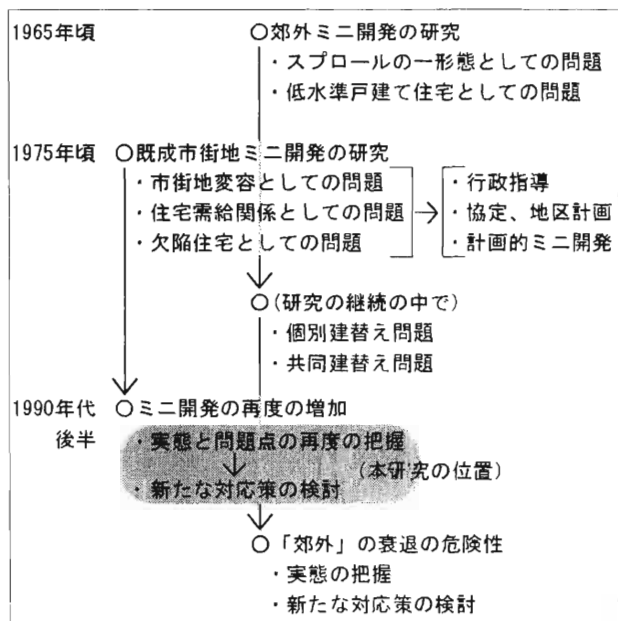 1965年頃 ○郊外ミニ開発の研究
・スプロールの一形態としての問題
・低水準戸建て住宅としての問題
1975年頃 ○既成市街地ミニ開発の研究
・市街地変容としての問題 ・行政指導
・住宅需給関係としての問題 → ・協定、地区計画
・欠陥住宅としての問題 ・計画的ミニ開発
○(研究の継続の中で)
・個別建替え問題
・共同建替え問題
1990年代 ○ミニ開発の再度の増加
後半 ・実態と問題点の再度の把握
(本研究の位置)
・新たな対応策の検討
○「郊外」の衰退の危険性
・実態の把握
・新たな対応策の検討